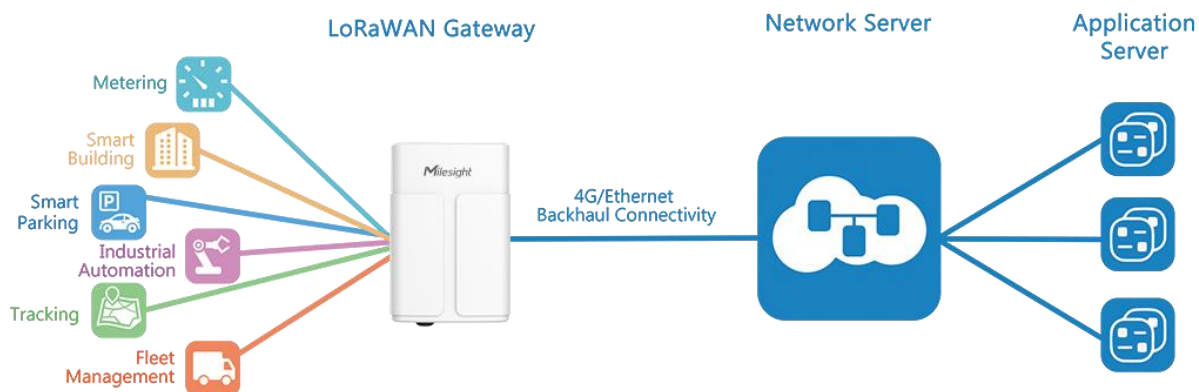 LoRaWAN Gateway
Network Server
Application
Server
Metering
Smart
Building
Smart
Parking
P
Industrial
Automation
Tracking
Fleet
Management
Milesight
4G/Ethernet
Backhaul Connectivity